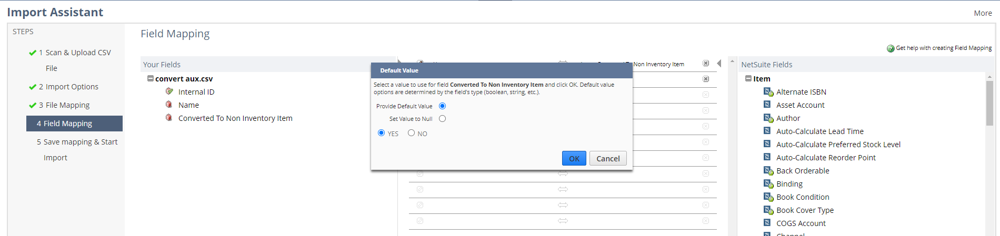 Import Assistant
More
STEPS
1 Scan & Upload CSV
File
2 Import Options
3 File Mapping
4 Field Mapping
5 Save mapping & Start
Import
Field Mapping
Get help with creating Field Mapping
Your Fields
convert aux.csv
Internal ID
Name
Converted To Non Inventory Item
Non Inventory Item
Default Value
Select a value to use for field Converted To Non Inventory Item and click OK. Default value
options are determined by the field's type (boolean, string, etc.).
Provide Default Value
Set Value to Null
YES NO
OK Cancel
NetSuite Fields
Item
Alternate ISBN
Asset Account
Author
Auto-Calculate Lead Time
Auto-Calculate Preferred Stock Level
Auto-Calculate Reorder Point
Back Orderable
Binding
Book Condition
Book Cover Type
COGS Account